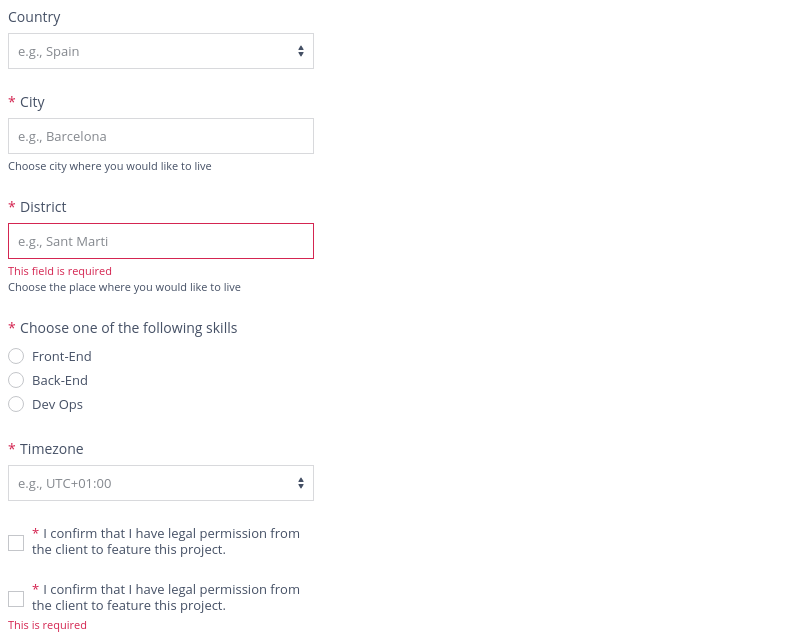 Country
e.g., Spain
* City
e.g., Barcelona
Choose city where you would like to live
* District
e.g., Sant Marti
This field is required
Choose the place where you would like to live
* Choose one of the following skills
Front-End
Back-End
Dev Ops
* Timezone
e.g., UTC+01:00
* I confirm that I have legal permission from
the client to feature this project.
* I confirm that I have legal permission from
the client to feature this project.
This is required